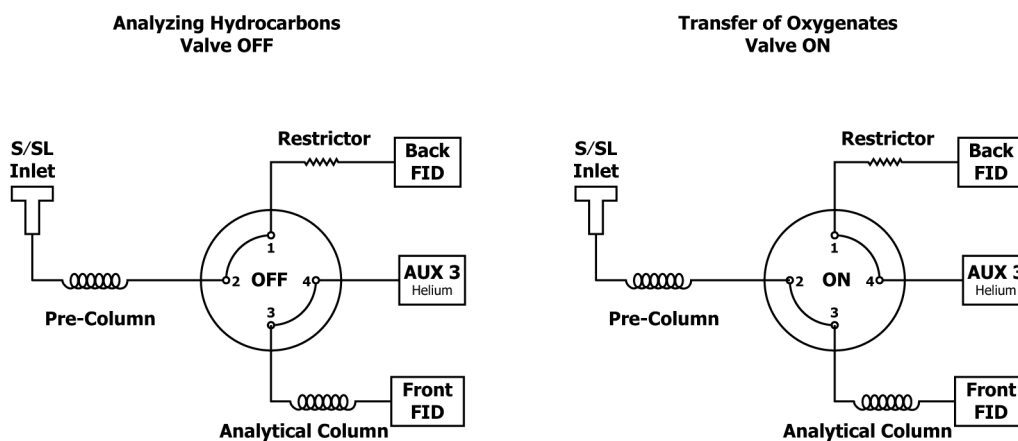 Analyzing Hydrocarbons
Valve OFF
S/SL
Inlet
Restrictor
Back
FID
1
2
OFF
4
AUX 3
Helium
Pre-Column
3
Front
FID
Analytical Column
Transfer of Oxygenates
Valve ON
S/SL
Inlet
Restrictor
Back
FID
1
2
ON
4
AUX 3
Helium
Pre-Column
3
Front
FID
Analytical Column